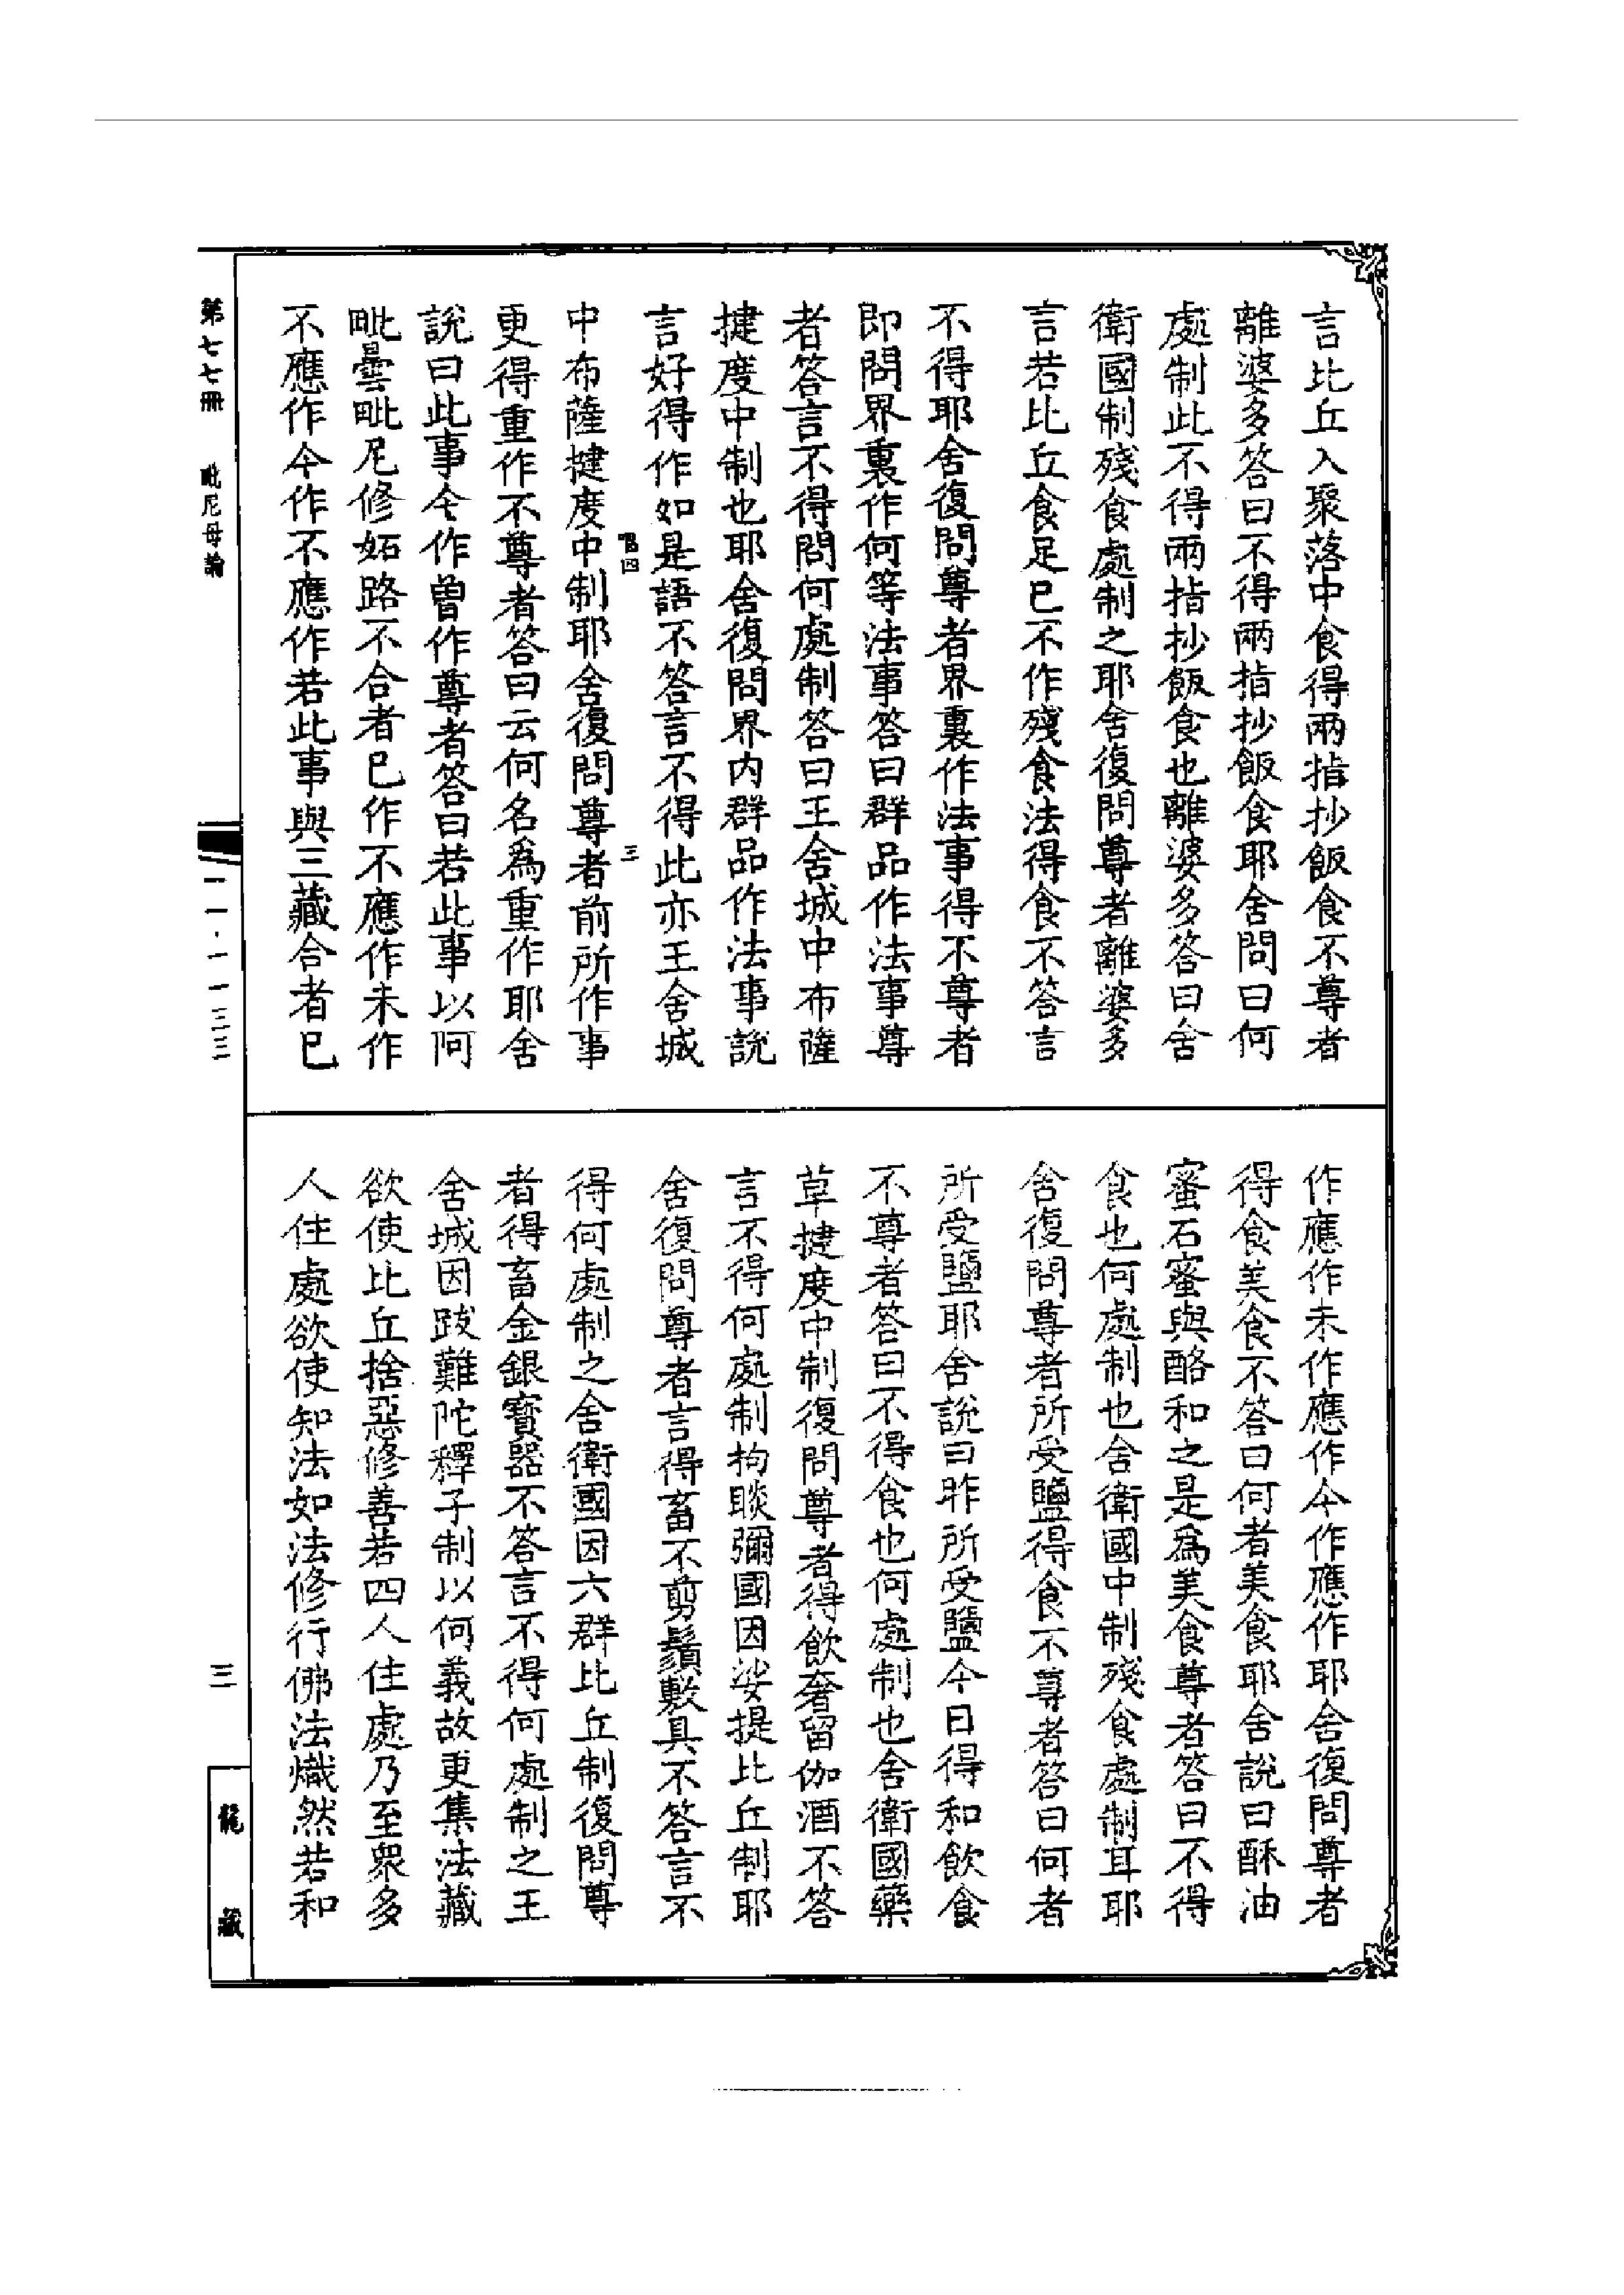 言比丘入聚落中食得兩指抄飯食不尊者
離婆多答曰不得兩指抄飯食耶舍問曰何
處制此不得兩指抄飯食也離婆多答曰舍
衛國制殘食處制之耶舍復問尊者離婆多
言若比丘食足已不作殘食法得食不答言
不得耶舍復問尊者界裏作法事得不尊者
即問界裏作何等法事答曰群品作法事尊
者答言不得問何處制答曰王舍城中布薩
揵度中制也耶舍復問界内群品作法事說
言好得作如是語不答言不得此亦王舍城
唱四 三
中布薩揵度中制耶舍復問尊者前所作事
更得重作不尊者答曰云何名為重作耶舍
說曰此事今作曽作尊者答曰若此事以阿
毗曇毗尼修妬路不合者已作不應作未作
不應作今作不應作若此事與三藏合者已
作應作未作應作今作應作耶舍復問尊者
得食美食不答曰何者美食耶舍說曰酥油
蜜石蜜與酪和之是為美食尊者答曰不得
食也何處制也舍衛國中制殘食處制耳耶
舍復問尊者所受鹽得食不尊者答曰何者
所受鹽耶舍說曰昨所受鹽今日得和飲食
不尊者答曰不得食也何處制也舍衛國藥
草揵度中制復問尊者得飲奢留伽酒不答
言不得何處制拘睒彌國因娑提比丘制耶
舍復問尊者言得畜不剪鬚敷具不答言不
得何處制之舍衛國因六群比丘制復問尊
者得畜金銀寶器不答言不得何處制之王
舍城因跋難陀釋子制以何義故更集法藏
欲使比丘捨惡修善若四人住處乃至眾多
人住處欲使知法如法修行佛法熾然若和
第七七冊 毗尼母論
一一·一一三三
三
龍藏